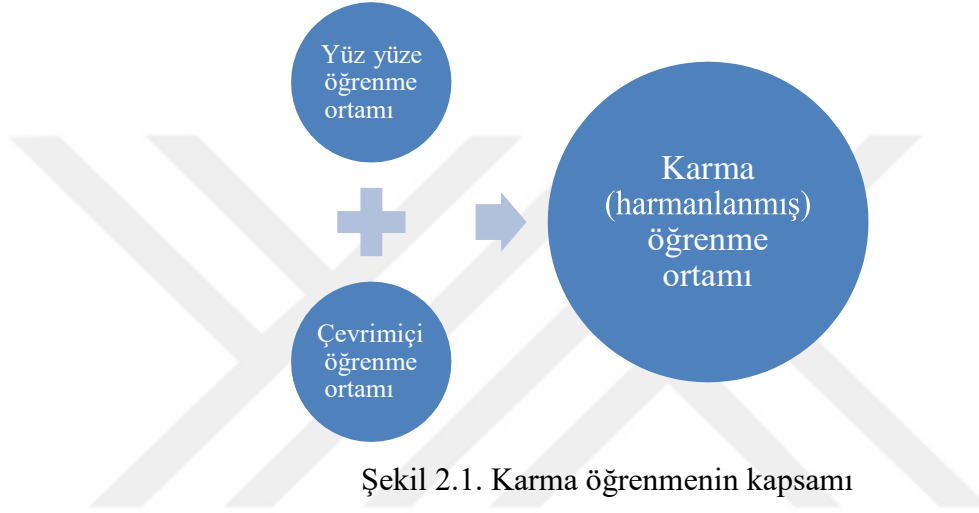 Yüz yüze
öğrenme
ortamı
Çevrimiçi
öğrenme
ortamı
Karma
(harmanlanmış)
öğrenme
ortamı
Şekil 2.1. Karma öğrenmenin kapsamı